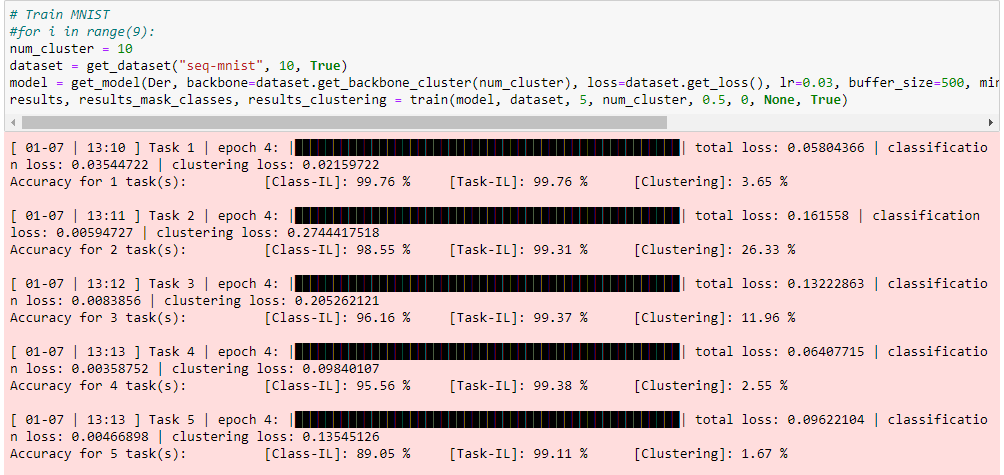 # Train MNIST
#for i in range(9):
num_cluster = 10
dataset = get_dataset("seq-mnist", 10, True)
model = get_model(Der, backbone=dataset.get_backbone_cluster(num_cluster), loss=dataset.get_loss(), lr=0.03, buffer_size=500, min
results, results_mask_classes, results_clustering = train(model, dataset, 5, num_cluster, 0.5, 0, None, True)
[ 01-07 | 13:10 ] Task 1 | epoch 4: | | total loss: 0.05804366 | classificatio
n loss: 0.03544722 | clustering loss: 0.02159722
Accuracy for 1 task(s): [Class-IL]: 99.76 % [Task-IL]: 99.76 % [Clustering]: 3.65 %
[ 01-07 | 13:11 ] Task 2 | epoch 4: | | total loss: 0.161558 | classification
loss: 0.00594727 | clustering loss: 0.2744417518
Accuracy for 2 task(s): [Class-IL]: 98.55 % [Task-IL]: 99.31 % [Clustering]: 26.33 %
[ 01-07 | 13:12 ] Task 3 | epoch 4: | | total loss: 0.13222863 | classificatio
n loss: 0.0083856 | clustering loss: 0.205262121
Accuracy for 3 task(s): [Class-IL]: 96.16 % [Task-IL]: 99.37 % [Clustering]: 11.96 %
[ 01-07 | 13:13 ] Task 4 | epoch 4: | | total loss: 0.06407715 | classificatio
n loss: 0.00358752 | clustering loss: 0.09840107
Accuracy for 4 task(s): [Class-IL]: 95.56 % [Task-IL]: 99.38 % [Clustering]: 2.55 %
[ 01-07 | 13:13 ] Task 5 | epoch 4: | | total loss: 0.09622104 | classificatio
n loss: 0.00466898 | clustering loss: 0.13545126
Accuracy for 5 task(s): [Class-IL]: 89.05 % [Task-IL]: 99.11 % [Clustering]: 1.67 %